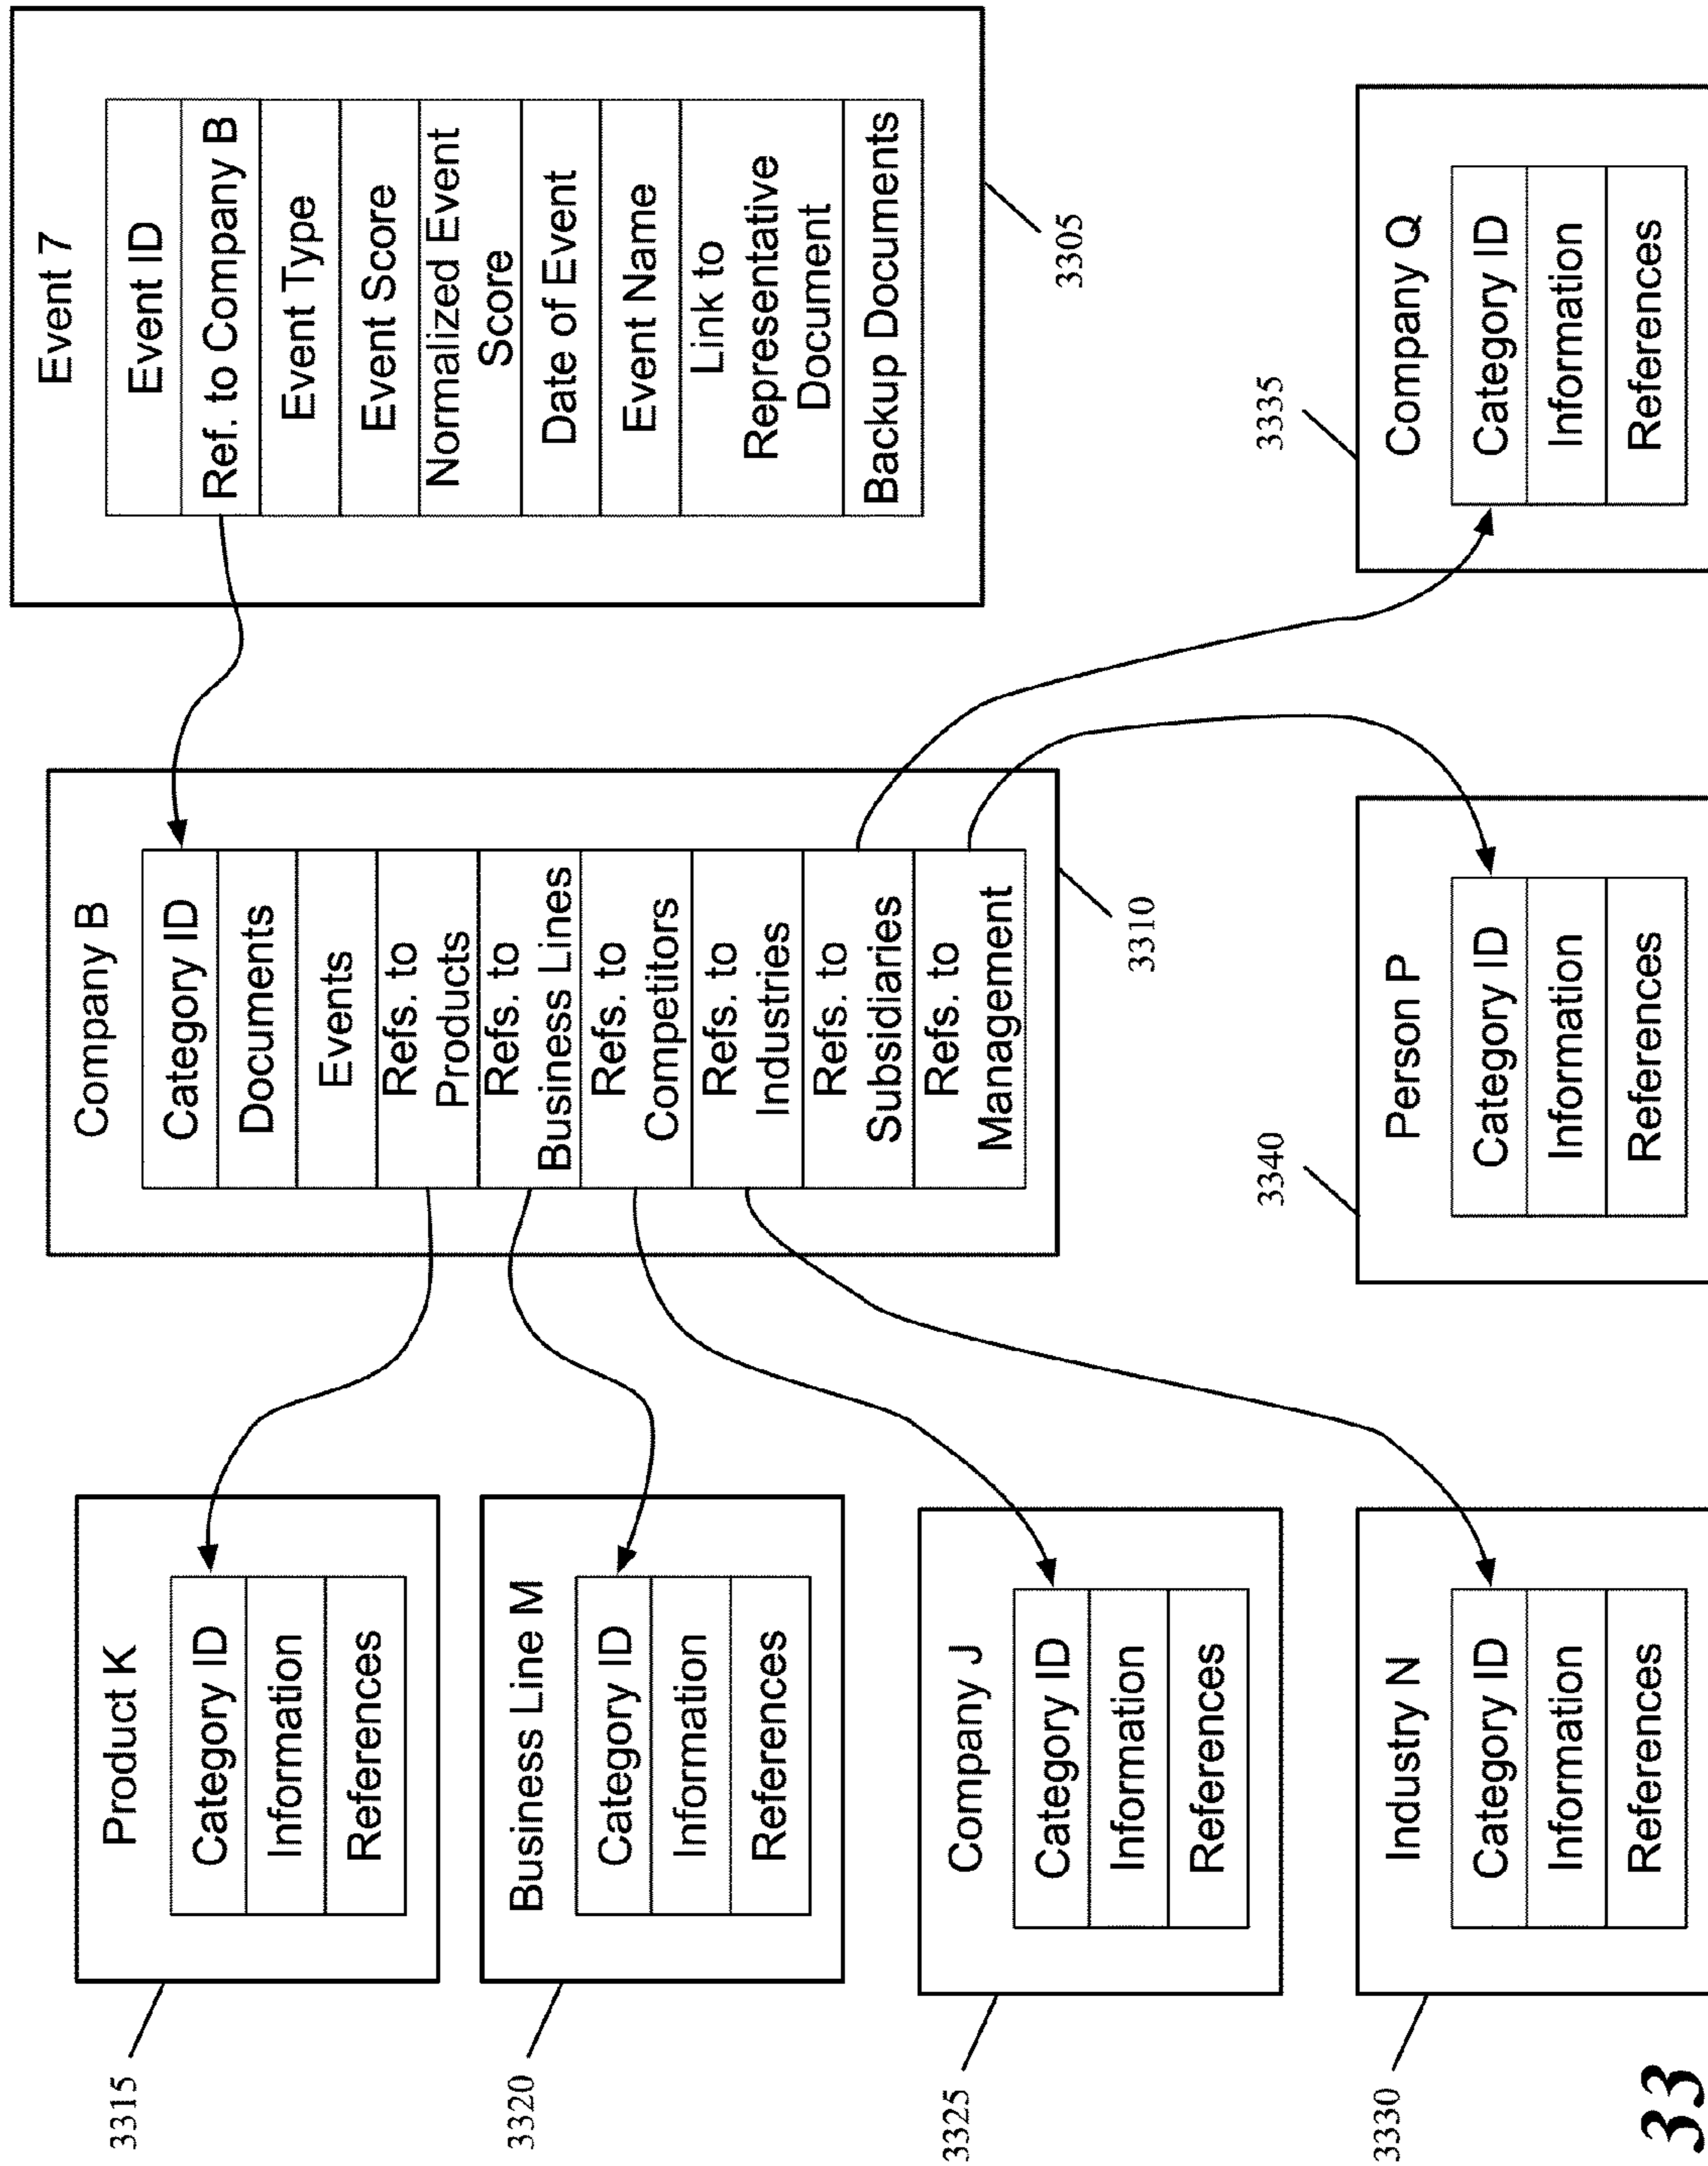 Product K
Category ID
Information
References
3315
Business Line M
Category ID
Information
References
3320
Company J
Category ID
Information
References
3325
Industry N
Category ID
Information
References
3330
Company B
Category ID
Documents
Events
Refs. to
Products
Refs. to
Business Lines
Refs. to
Competitors
Refs. to
Industries
Refs. to
Subsidiaries
Refs. to
Management
3310
Person P
Category ID
Information
References
3340
Event 7
Event ID
Ref. to Company B
Event Type
Event Score
Normalized Event
Score
Date of Event
Event Name
Link to
Representative
Document
Backup Documents
3305
Company Q
Category ID
Information
References
3335
33